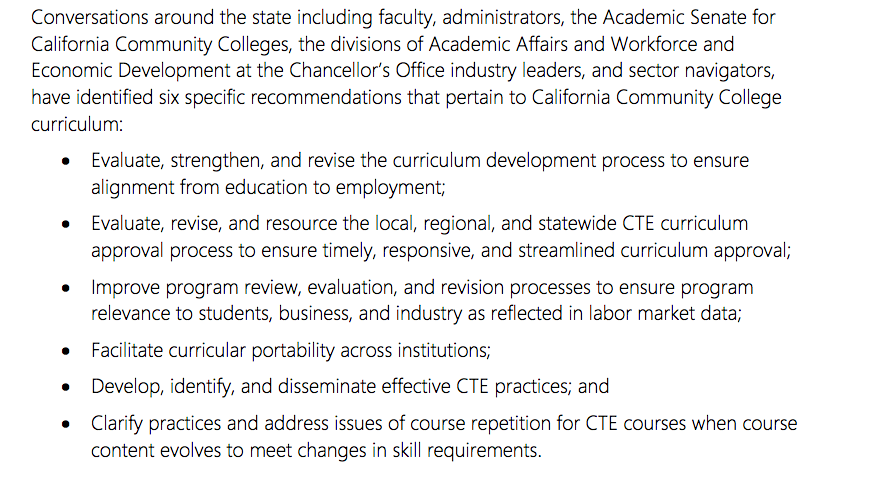 Conversations around the state including faculty, administrators, the Academic Senate for
California Community Colleges, the divisions of Academic Affairs and Workforce and
Economic Development at the Chancellor's Office industry leaders, and sector navigators,
have identified six specific recommendations that pertain to California Community College
curriculum:
• Evaluate, strengthen, and revise the curriculum development process to ensure
alignment from education to employment;
• Evaluate, revise, and resource the local, regional, and statewide CTE curriculum
approval process to ensure timely, responsive, and streamlined curriculum approval;
• Improve program review, evaluation, and revision processes to ensure program
relevance to students, business, and industry as reflected in labor market data;
• Facilitate curricular portability across institutions;
• Develop, identify, and disseminate effective CTE practices; and
• Clarify practices and address issues of course repetition for CTE courses when course
content evolves to meet changes in skill requirements.